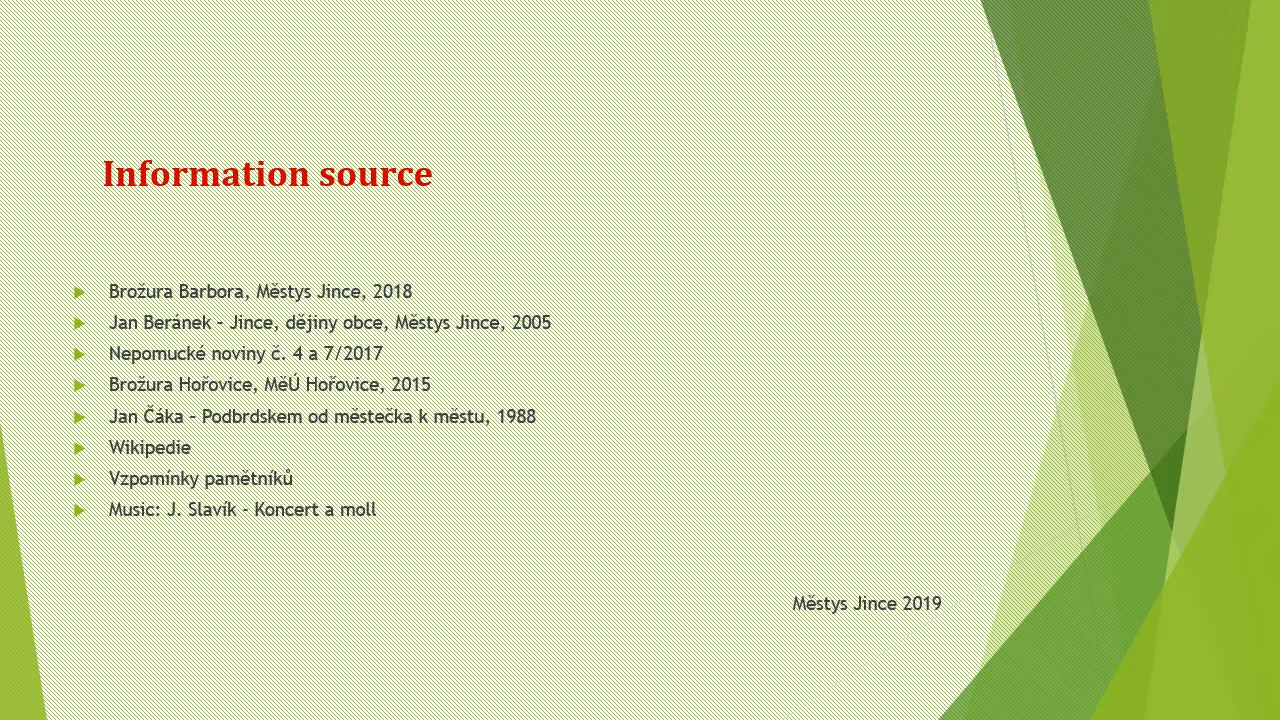 Information source
Brožura Barbora, Městys Jince, 2018
Jan Beránek – Jince, dějiny obce, Městys Jince, 2005
Nepomucké noviny č. 4 a 7/2017
Brožura Hořovice, MěÚ Hořovice, 2015
Jan Čáka – Podbrdskem od městečka k městu, 1988
Wikipedie
Vzpomínky pamětníků
Music: J. Slavík – Koncert a moll
Městys Jince 2019